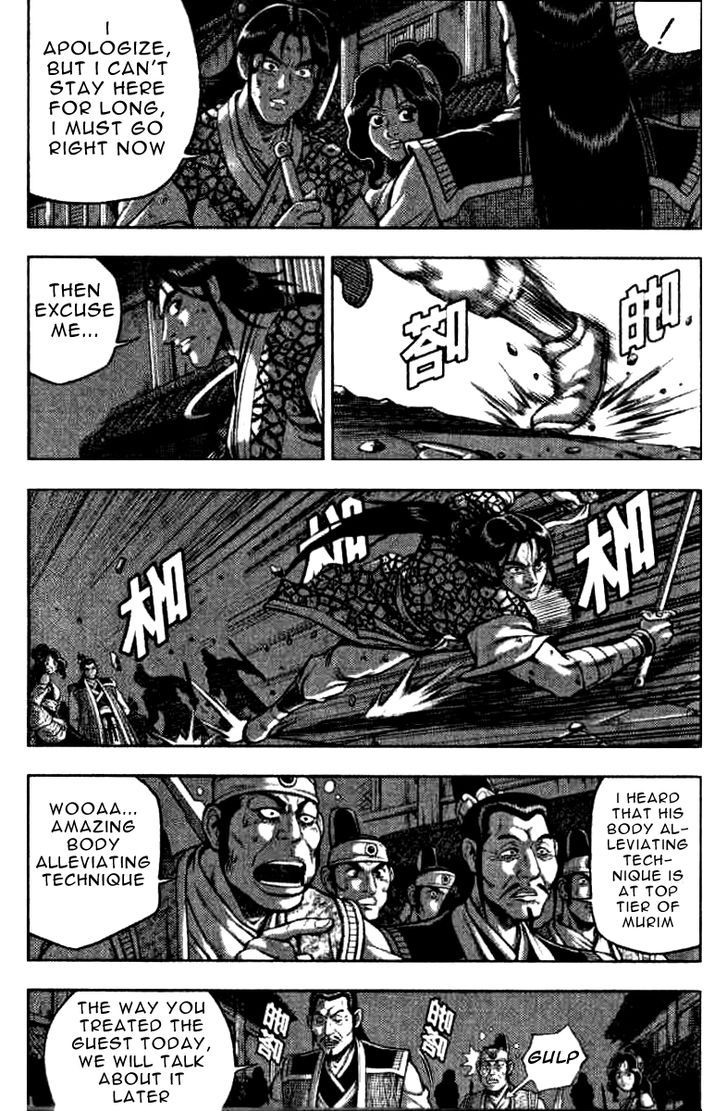 I
APOLOGIZE,
BUT I CAN'T
STAY HERE
FOR LONG,
I MUST GO
RIGHT NOW
!
THEN
EXCUSE
ME...
WOOAA...
AMAZING
BODY
ALLEVIATING
TECHNIQUE
I HEARD
THAT HIS
BODY AL-
LEVIATING
TECH-
NIQUE IS
AT TOP
TIER OF
MURIM
THE WAY YOU
TREATED THE
GUEST TODAY,
WE WILL TALK
ABOUT IT
LATER
GULP